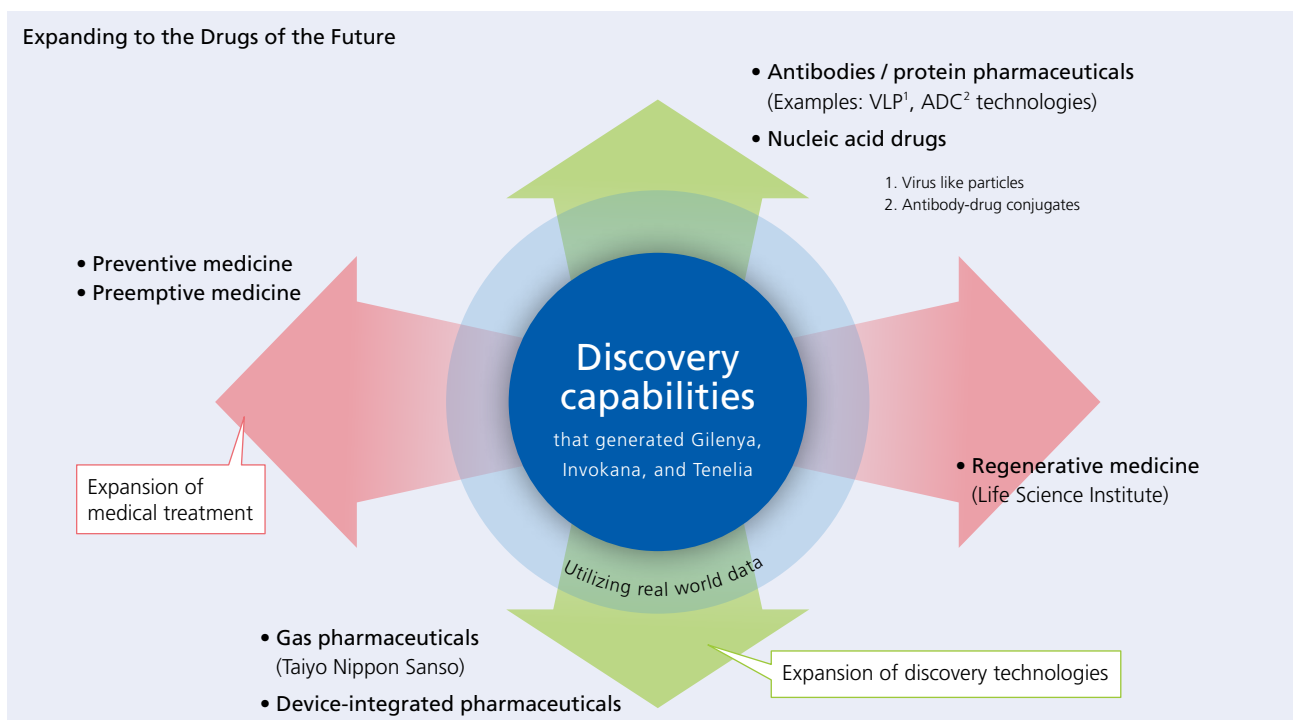 Expanding to the Drugs of the Future
• Antibodies / protein pharmaceuticals
(Examples: VLP¹, ADC² technologies)
• Nucleic acid drugs
1. Virus like particles
2. Antibody-drug conjugates
• Preventive medicine
• Preemptive medicine
Discovery
capabilities
that generated Gilenya,
Invokana, and Tenelia
• Regenerative medicine
(Life Science Institute)
Expansion of
medical treatment
Utilizing real world data
• Gas pharmaceuticals
(Taiyo Nippon Sanso)
• Device-integrated pharmaceuticals
Expansion of discovery technologies